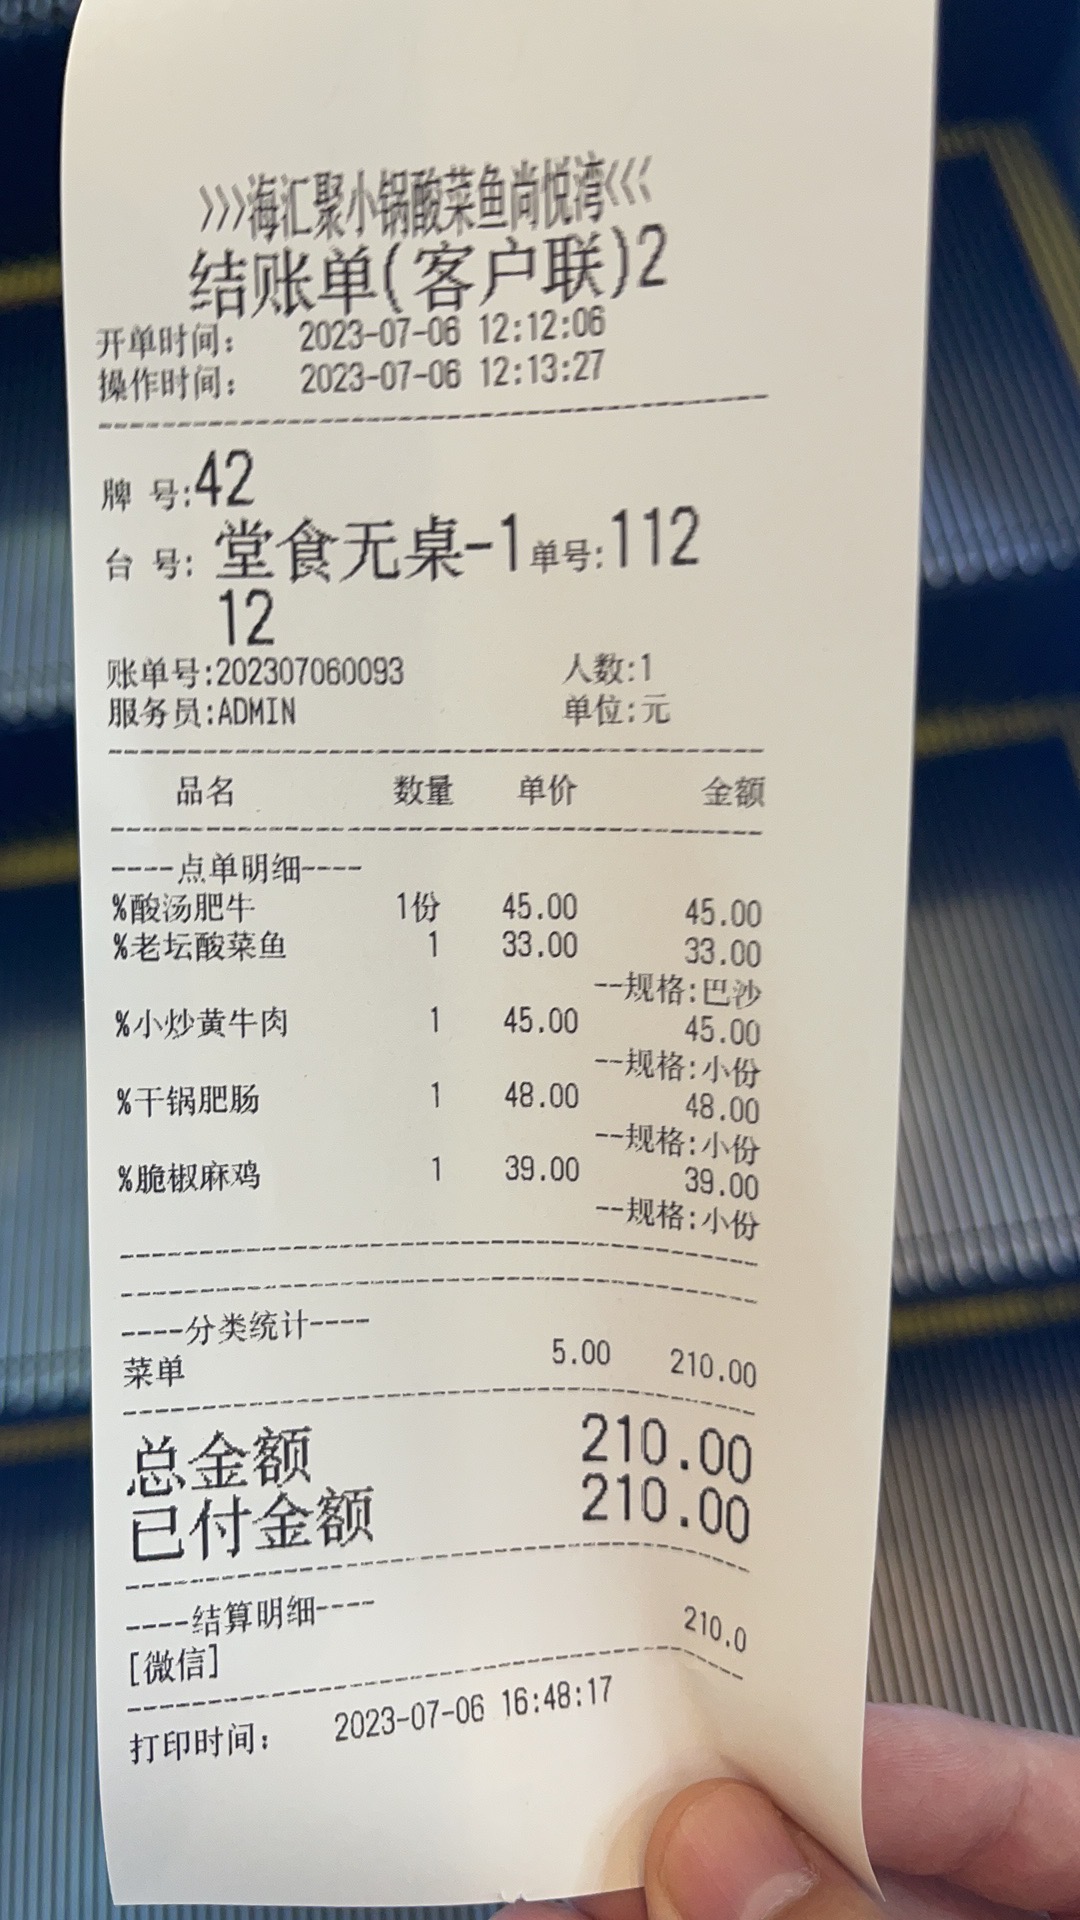 >>>海汇聚小锅酸菜鱼尚悦湾<<<
结账单(客户联)2
开单时间: 2023-07-06 12:12:06
操作时间: 2023-07-06 12:13:27
牌 号:42
台 号: 堂食无桌-1 单号:112
12
账单号:202307060093 人数:1
服务员:ADMIN 单位:元
品名 数量 单价 金额
----点单明细----
%酸汤肥牛 1份 45.00 45.00
%老坛酸菜鱼 1 33.00 33.00
--规格:巴沙
%小炒黄牛肉 1 45.00 45.00
--规格:小份
%干锅肥肠 1 48.00 48.00
--规格:小份
%脆椒麻鸡 1 39.00 39.00
--规格:小份
----分类统计----
菜单 5.00 210.00
总金额 210.00
已付金额 210.00
----结算明细----
[微信] 210.0
打印时间: 2023-07-06 16:48:17